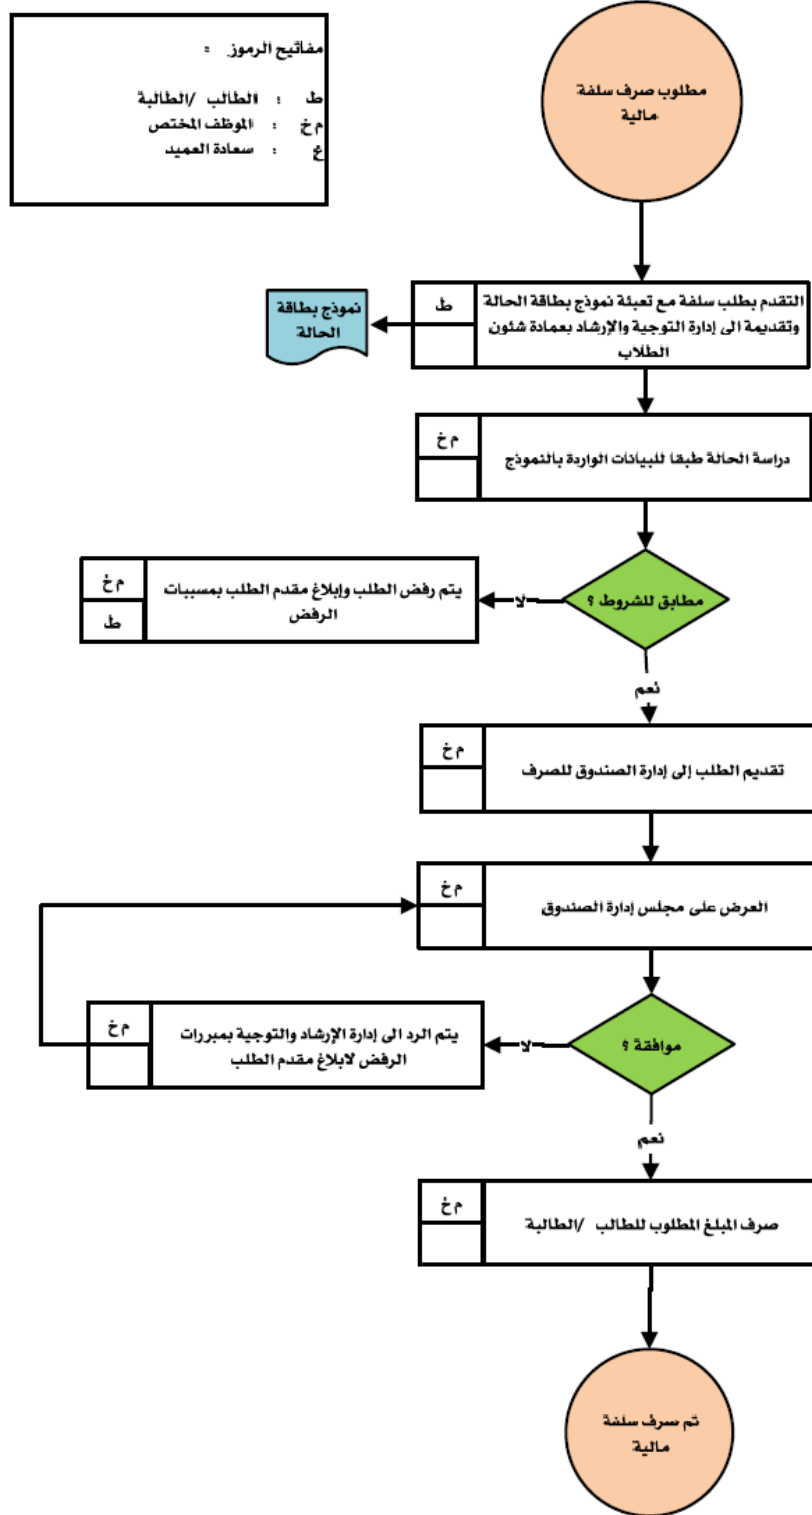 مفاتيح الرموز :
ط : الطالب /الطالبة
م خ : الموظف المختص
ع : سعادة العميد
مطلوب صرف سلفة
مالية
التقدم بطلب سلفة مع تعبئة نموذج بطاقة الحالة
وتقديمة الى إدارة التوجية والإرشاد بعمادة شئون
الطلاب
ط
نموذج بطاقة
الحالة
دراسة الحالة طبقا للبيانات الواردة بالنموذج
م خ
مطابق للشروط ؟
لا
يتم رفض الطلب وإبلاغ مقدم الطلب بمسببات
الرفض
م خ
ط
نعم
تقديم الطلب إلى إدارة الصندوق للصرف
م خ
العرض على مجلس إدارة الصندوق
م خ
موافقة ؟
لا
يتم الرد الى إدارة الإرشاد والتوجية بمبررات
الرفض لابلاغ مقدم الطلب
م خ
نعم
صرف المبلغ المطلوب للطالب /الطالبة
م خ
تم صرف سلفة
مالية